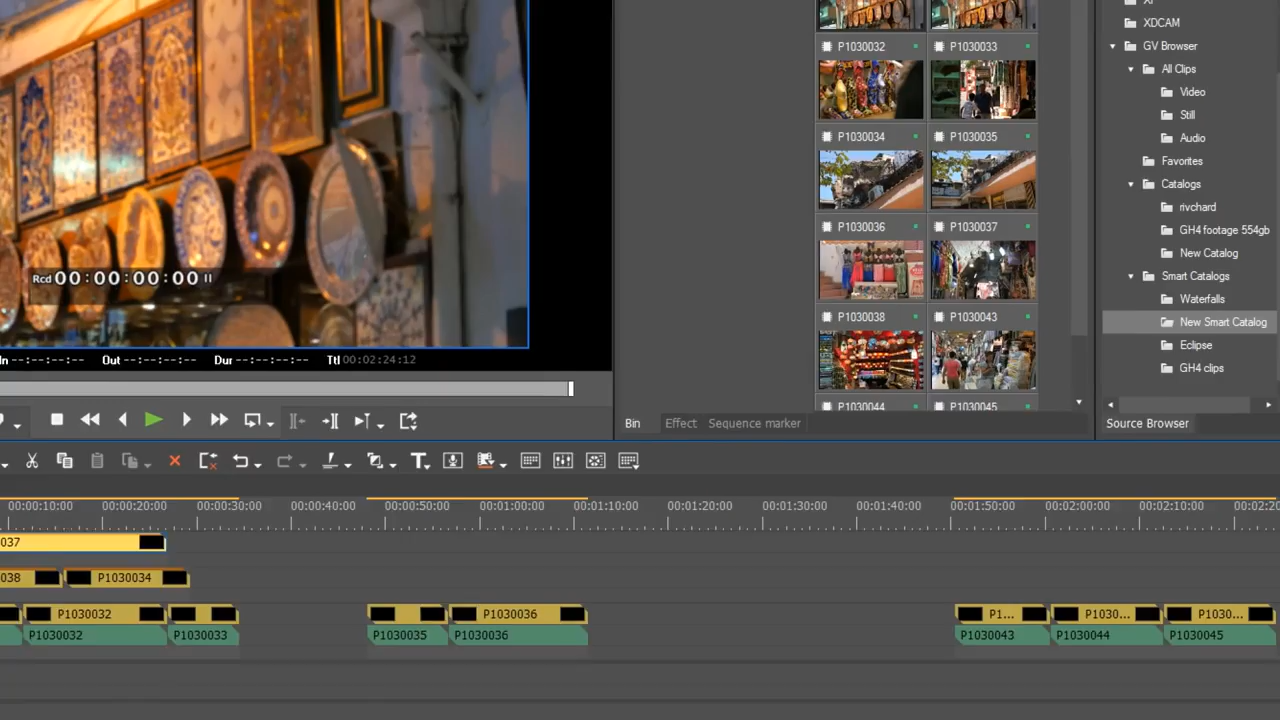 XDCAM
P1030032 P1030033
GV Browser
All Clips
Video
Still
Audio
P1030034 P1030035
Favorites
Catalogs
rivchard
P1030036 P1030037
GH4 footage 554gb
New Catalog
Rcd 00:00:00:00 II
Smart Catalogs
Waterfalls
P1030038 P1030043
New Smart Catalog
Eclipse
In --:--:--:-- Out --:--:--:-- Dur --:--:--:-- Ttl 00:02:24:12
GH4 clips
P1030044 P1030045
Bin Effect Sequence marker Source Browser
00:00:10:00 00:00:20:00 00:00:30:00 00:00:40:00 00:00:50:00 00:01:00:00 00:01:10:00 00:01:20:00 00:01:30:00 00:01:40:00 00:01:50:00 00:02:00:00 00:02:10:00 00:02:20
037
038 P1030034
P1030032 P1030036 P1... P1030... P1030...
P1030032 P1030033 P1030035 P1030036 P1030043 P1030044 P1030045